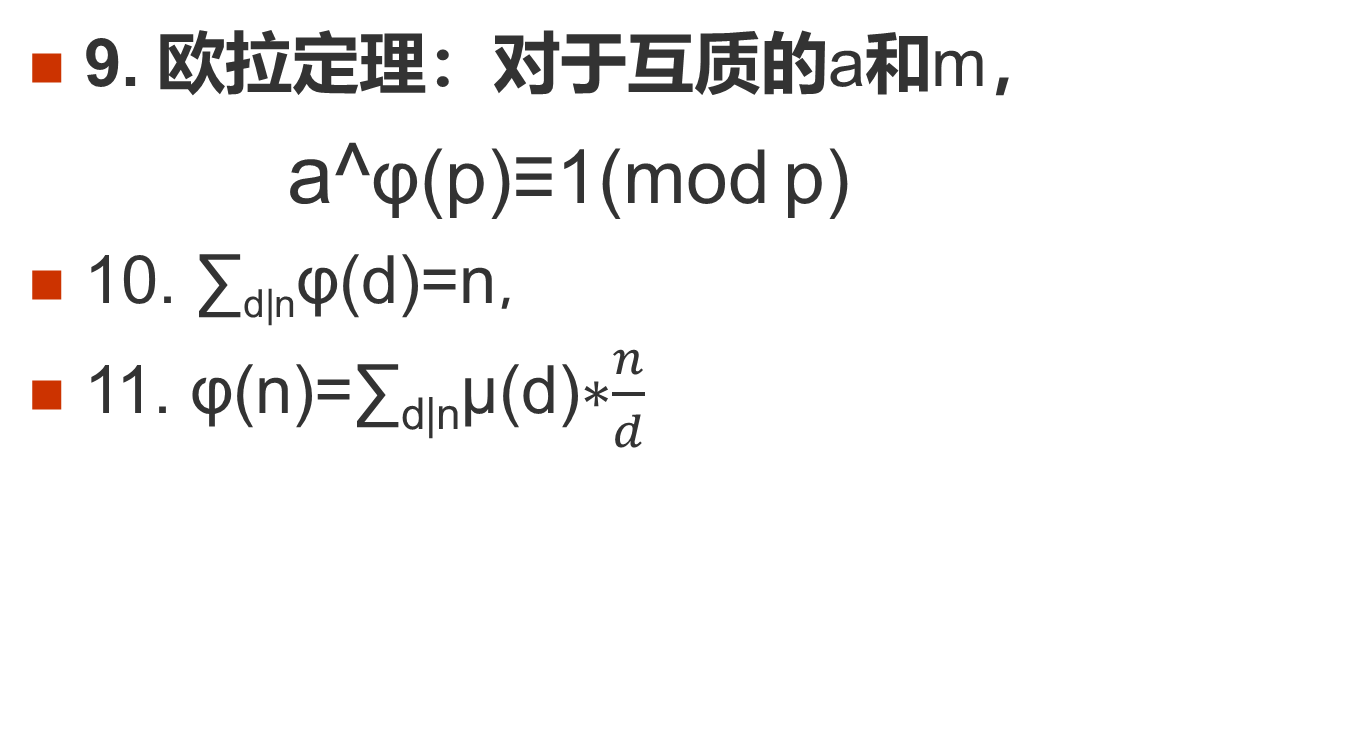 9. 欧拉定理：对于互质的a和m，
a^φ(p)≡1(mod p)
10. ∑d|nφ(d)=n，
11. φ(n)=∑d|nμ(d)*n/d